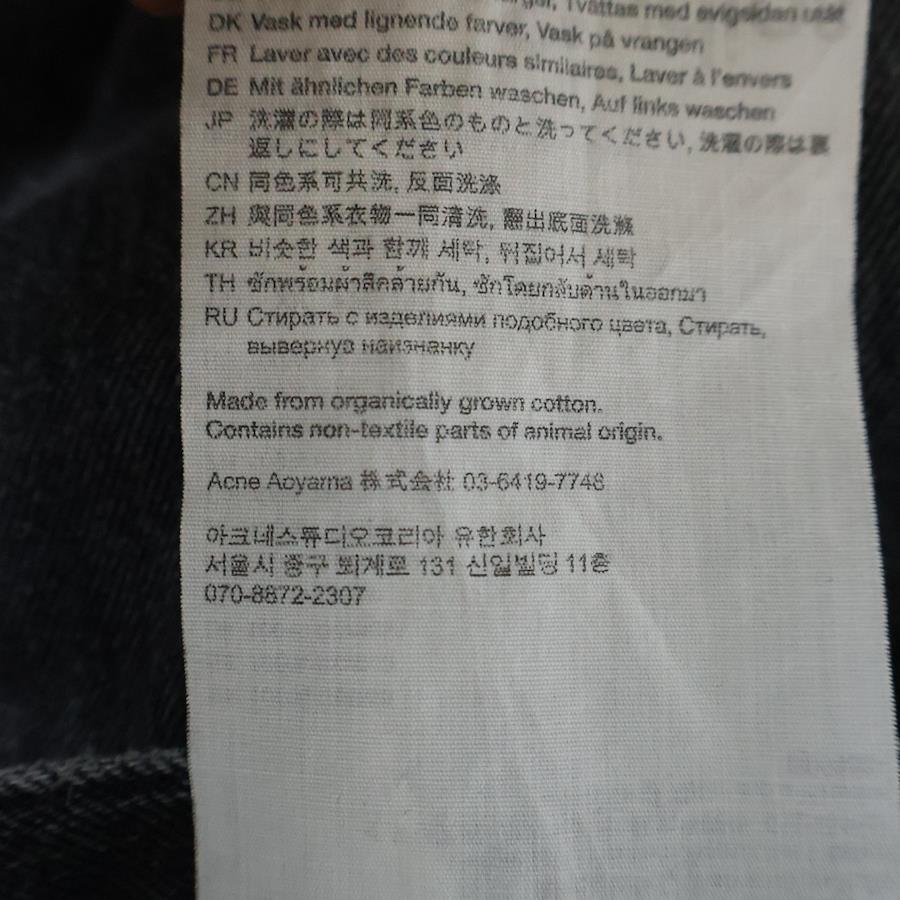 Tvättas med avigsidan utåt
DK Vask med lignende farver, Vask på vrangen
FR Laver avec des couleurs similaires, Laver à l'envers
DE Mit ähnlichen Farben waschen, Auf links waschen
JP 洗濯の際は同系色のものと洗ってください, 洗濯の際は裏
返しにしてください
CN 同色系可共洗, 反面洗涤
ZH 與同色系衣物一同清洗, 翻出底面洗滌
KR 비슷한 색과 함께 세탁, 뒤집어서 세탁
TH ซักพร้อมผ้าสีคล้ายกัน, ซักโดยกลับด้านในออกมา
RU Стирать с изделиями подобного цвета, Стирать,
вывернув наизнанку
Made from organically grown cotton.
Contains non-textile parts of animal origin.
Acne Aoyama 株式会社 03-6419-7748
아크네스튜디오코리아 유한회사
서울시 중구 퇴계로 131 신일빌딩 11층
070-8872-2307